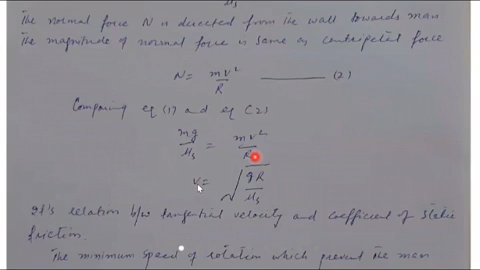 μs
The normal force N is directed from the wall towards man
The magnitude of normal force is same as centripetal force
N = mv²/R ——— (2)
Comparing eq (1) and eq (2)
mg/μs = mv²/R
v = √(gR/μs)
It's relation b/w tangential velocity and coefficient of static
friction.
The minimum speed of rotation which prevent the man